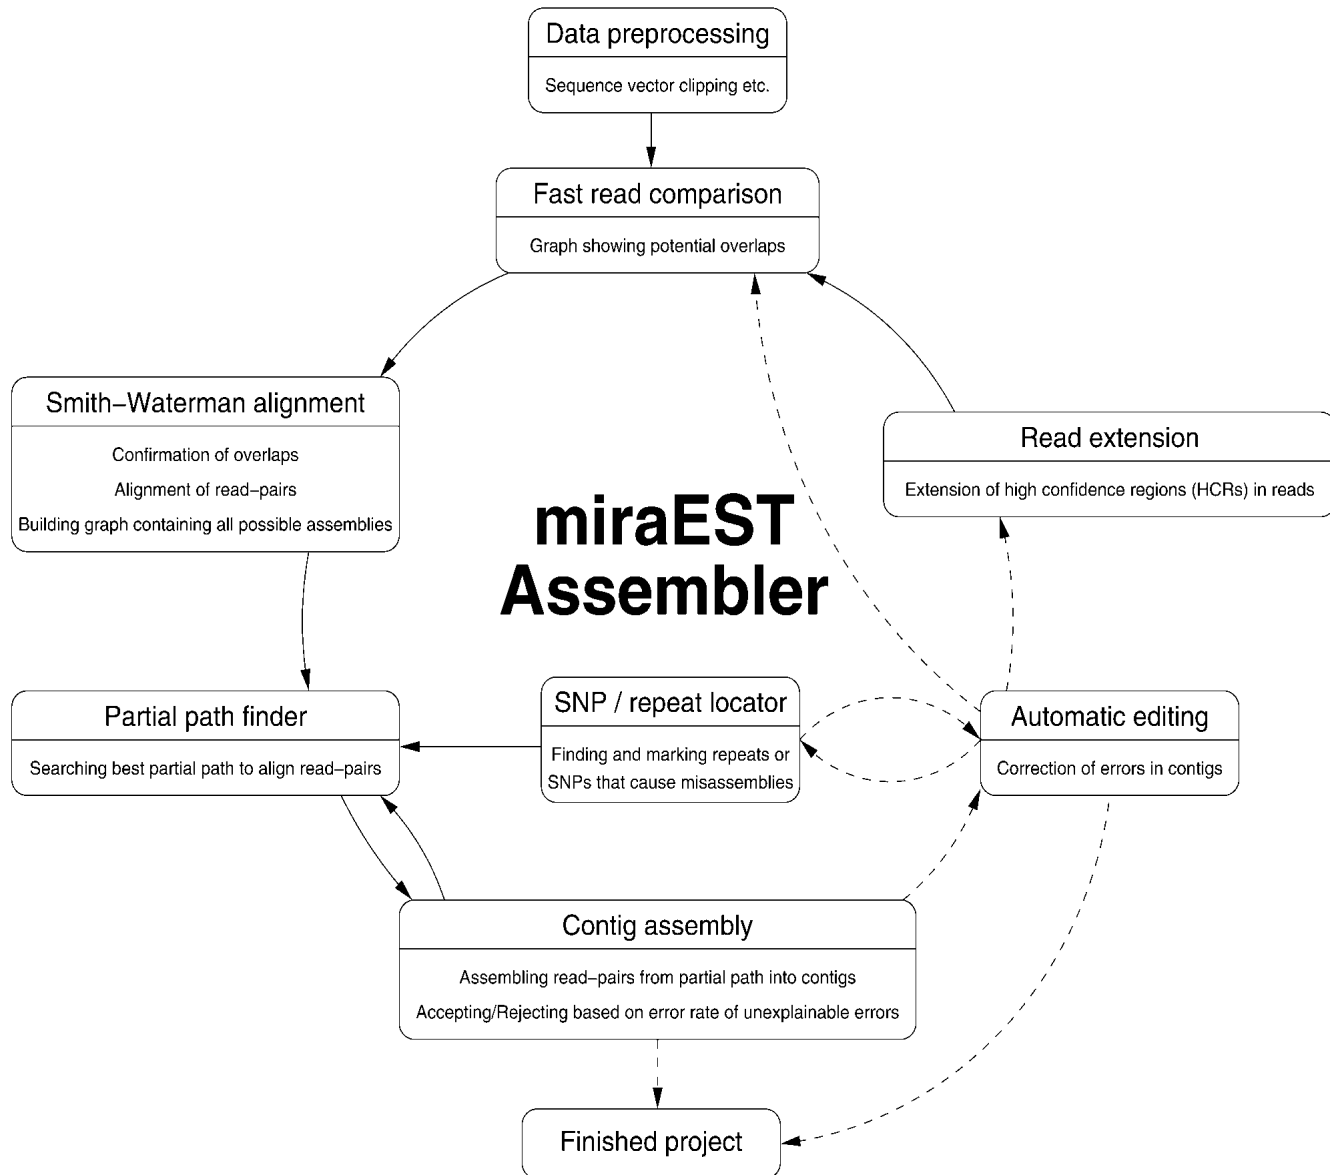 Data preprocessing
Sequence vector clipping etc.
Fast read comparison
Graph showing potential overlaps
Smith–Waterman alignment
Confirmation of overlaps
Alignment of read–pairs
Building graph containing all possible assemblies
Read extension
Extension of high confidence regions (HCRs) in reads
miraEST
Assembler
Partial path finder
Searching best partial path to align read–pairs
SNP / repeat locator
Finding and marking repeats or
SNPs that cause misassemblies
Automatic editing
Correction of errors in contigs
Contig assembly
Assembling read–pairs from partial path into contigs
Accepting/Rejecting based on error rate of unexplainable errors
Finished project